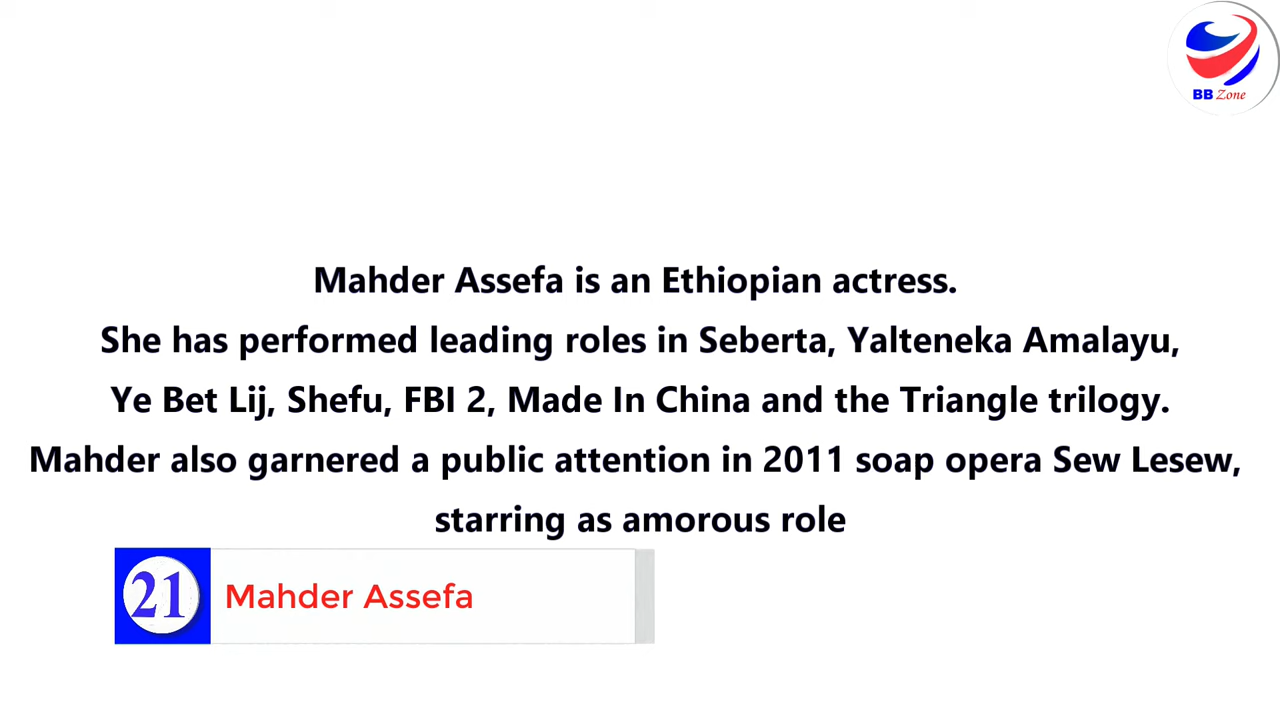 BB Zone
Mahder Assefa is an Ethiopian actress.
She has performed leading roles in Seberta, Yalteneka Amalayu,
Ye Bet Lij, Shefu, FBI 2, Made In China and the Triangle trilogy.
Mahder also garnered a public attention in 2011 soap opera Sew Lesew,
starring as amorous role
21 Mahder Assefa